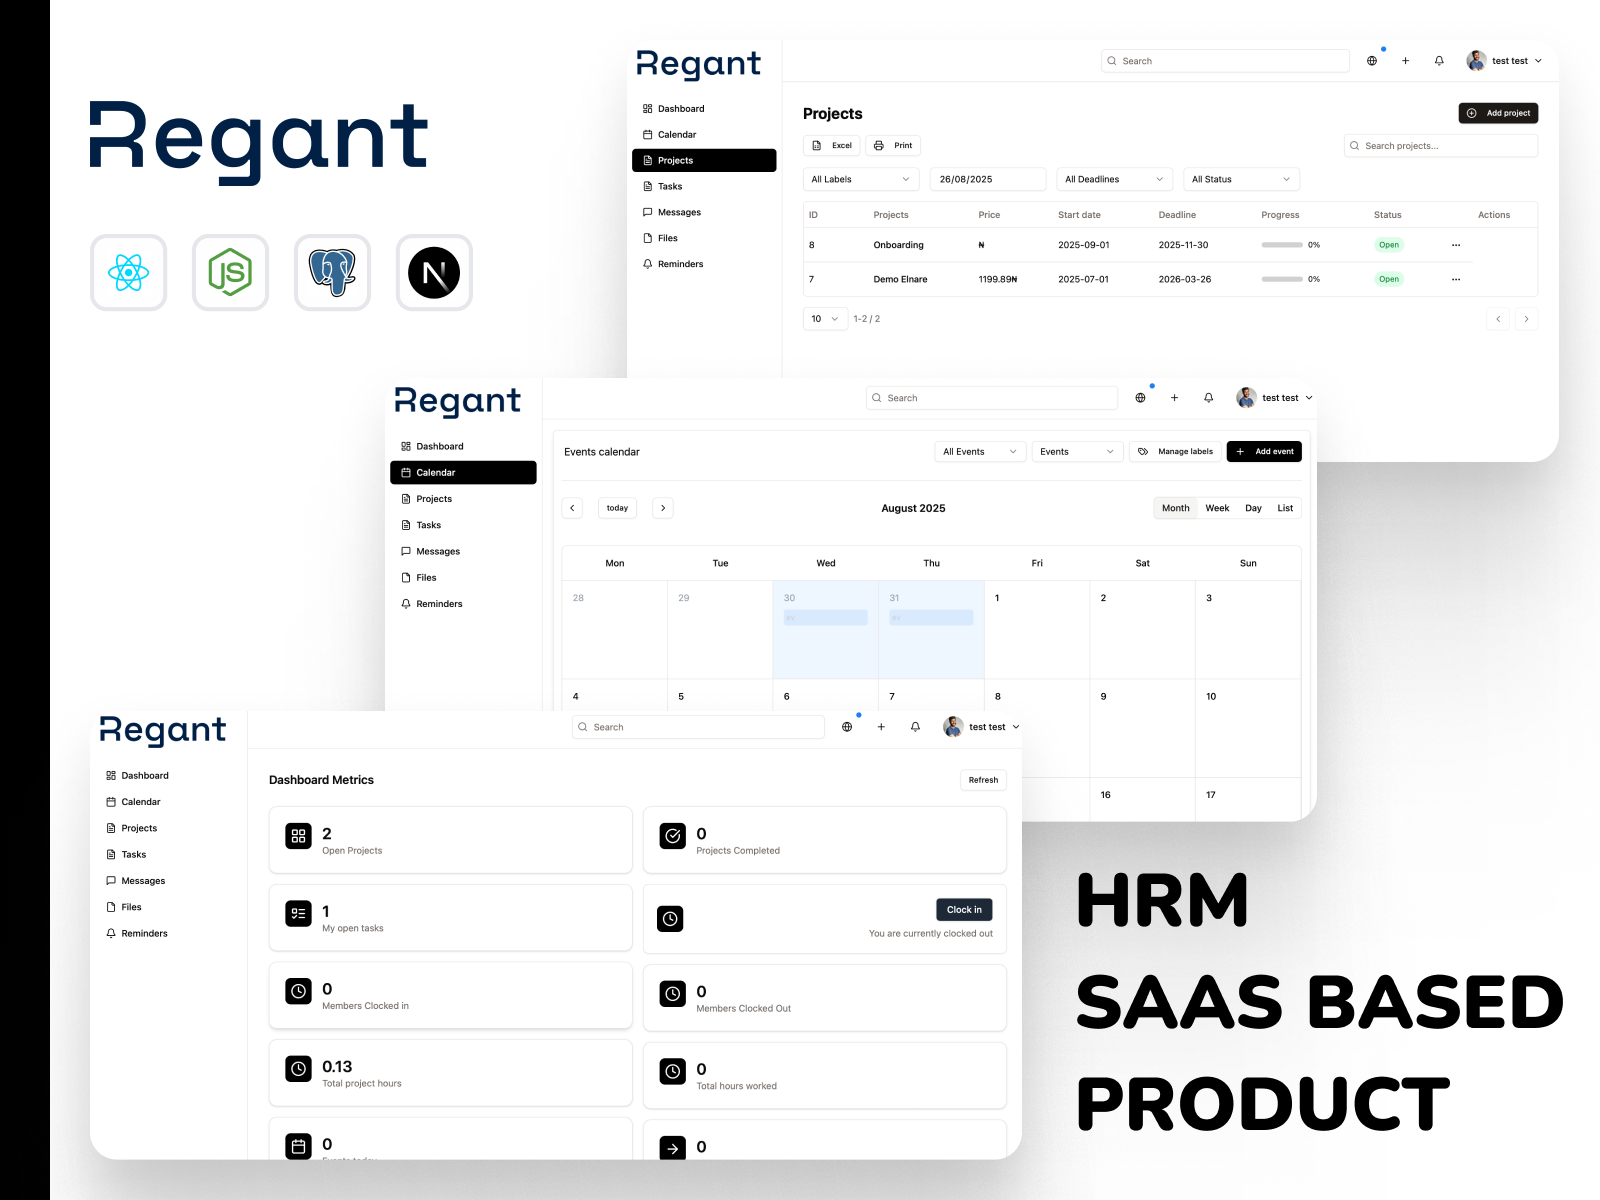 Regant
JS
N
Regant
Search
test test
Dashboard
Calendar
Projects
Tasks
Messages
Files
Reminders
Projects
Add project
Excel
Print
Search projects...
All Labels
26/08/2025
All Deadlines
All Status
ID Projects Price Start date Deadline Progress Status Actions
8 Onboarding ₦ 2025-09-01 2025-11-30 0% Open ...
7 Demo Elnare 1199.89₦ 2025-07-01 2026-03-26 0% Open ...
10 1-2 / 2
Regant
Search
test test
Dashboard
Calendar
Projects
Tasks
Messages
Files
Reminders
Events calendar
All Events
Events
Manage labels
Add event
today
August 2025
Month Week Day List
Mon Tue Wed Thu Fri Sat Sun
28 29 30 31 1 2 3
ev ev
4 5 6 7 8 9 10
16 17
Regant
Search
test test
Dashboard
Calendar
Projects
Tasks
Messages
Files
Reminders
Dashboard Metrics
Refresh
2
Open Projects
0
Projects Completed
1
My open tasks
Clock in
You are currently clocked out
0
Members Clocked in
0
Members Clocked Out
0.13
Total project hours
0
Total hours worked
0
0
HRM
SAAS BASED
PRODUCT